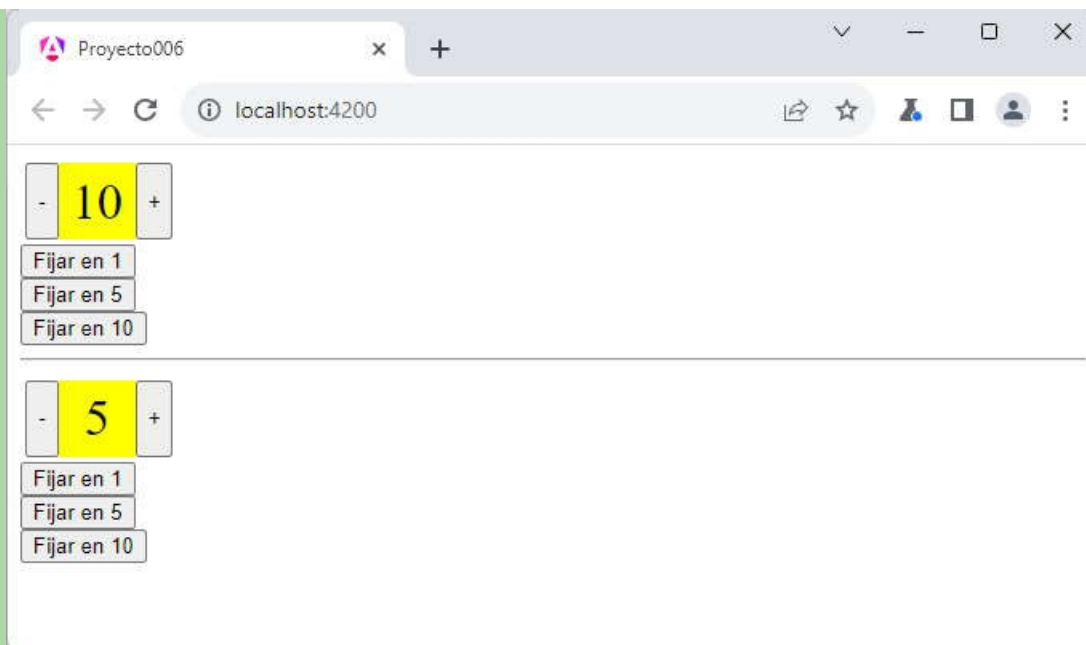 Proyecto006
localhost:4200
- 10 +
Fijar en 1
Fijar en 5
Fijar en 10
- 5 +
Fijar en 1
Fijar en 5
Fijar en 10